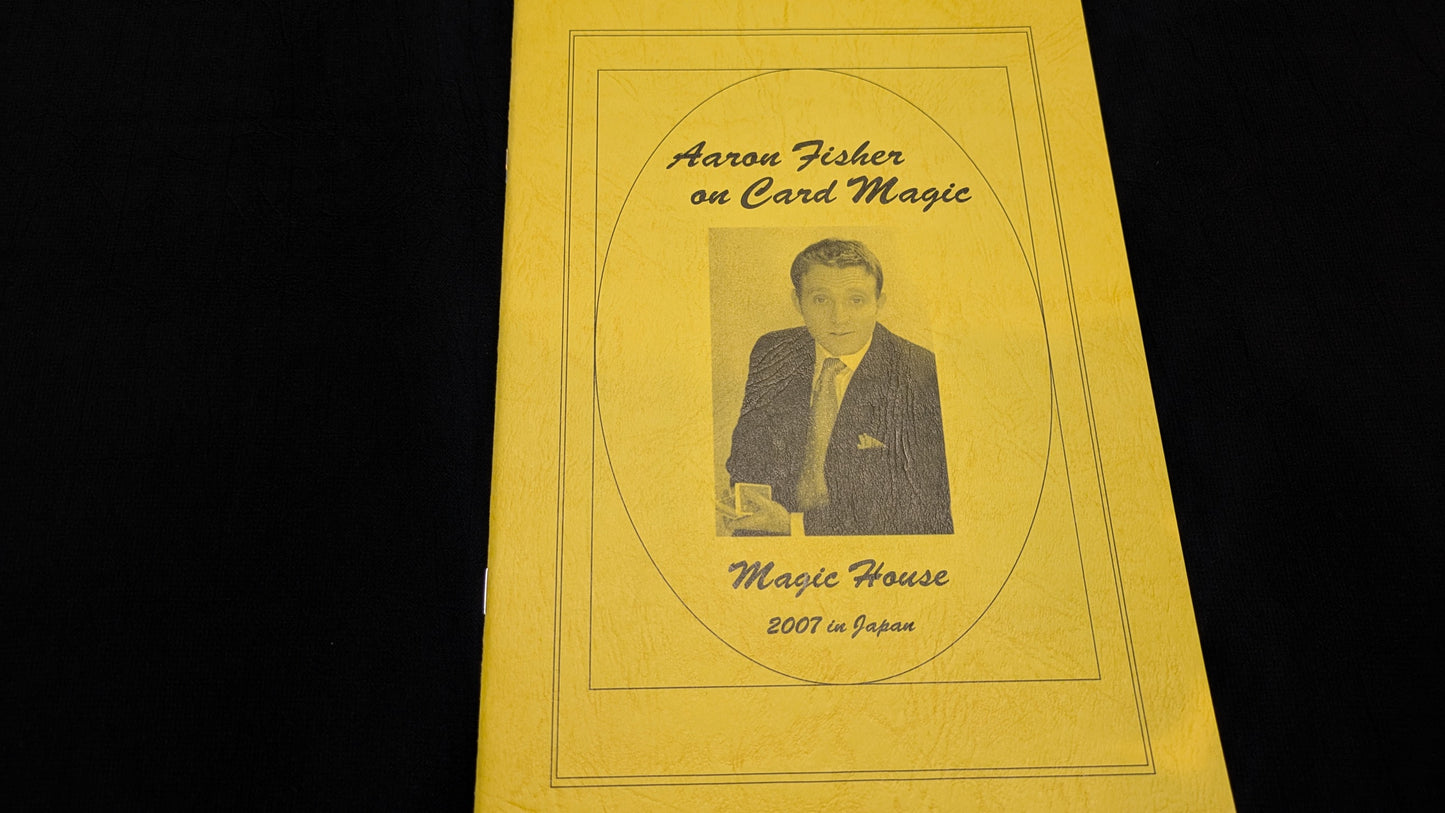 Aaron Fisher
on Card Magic
Magic House
2007 in Japan